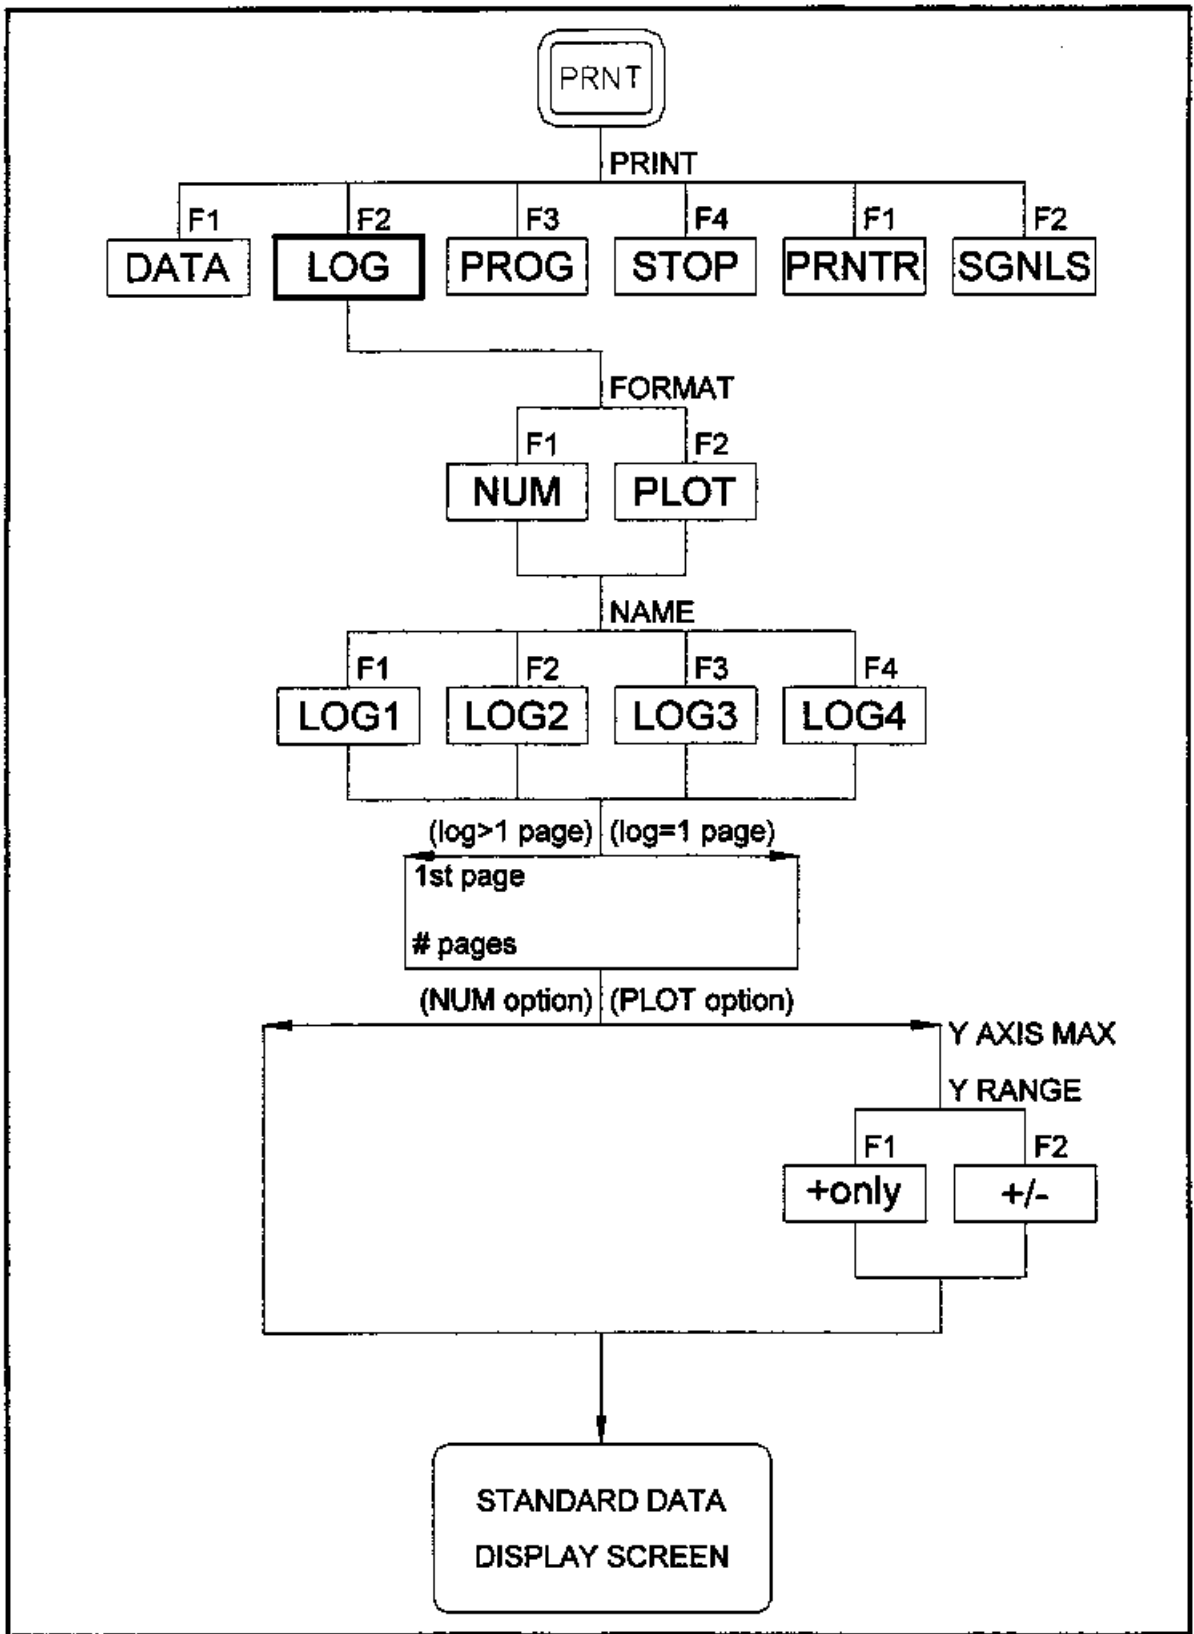 PRNT
PRINT
F1 F2 F3 F4 F1 F2
DATA LOG PROG STOP PRNTR SGNLS
FORMAT
F1 F2
NUM PLOT
NAME
F1 F2 F3 F4
LOG1 LOG2 LOG3 LOG4
(log>1 page) (log=1 page)
1st page
# pages
(NUM option) (PLOT option)
Y AXIS MAX
Y RANGE
F1 F2
+only +/-
STANDARD DATA
DISPLAY SCREEN